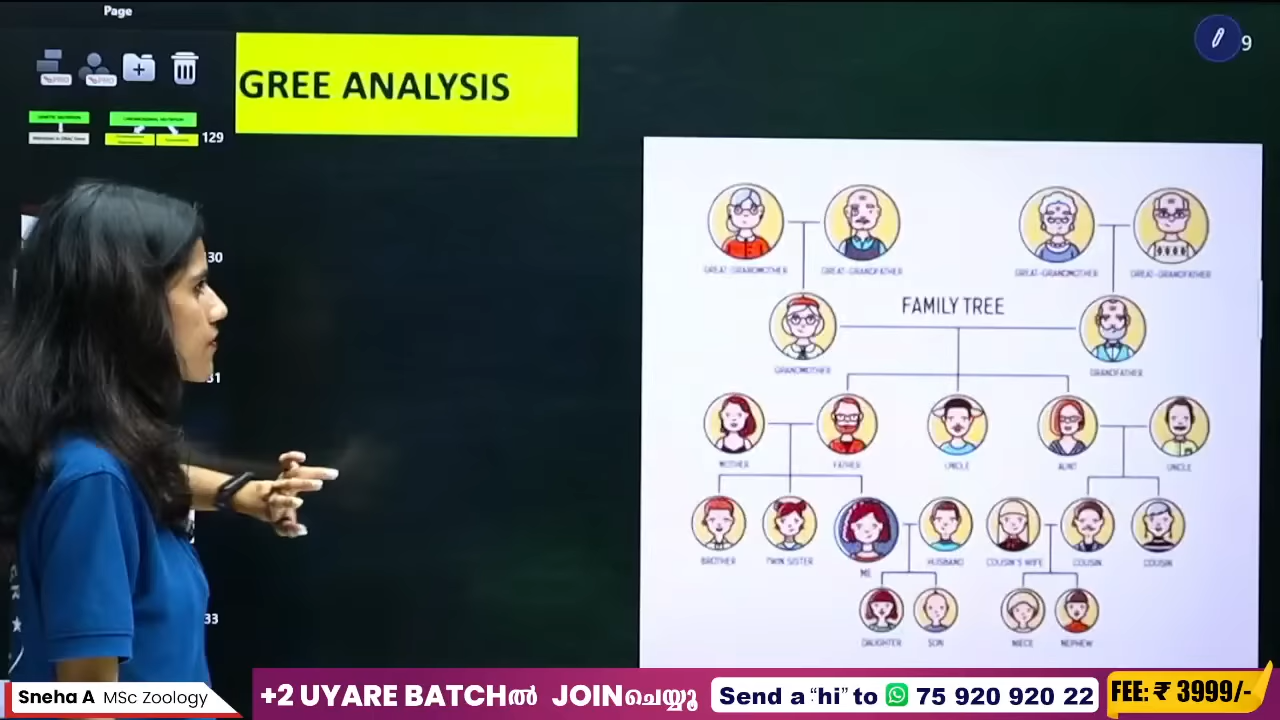 Page
9
PRO PRO
GREE ANALYSIS
129
30
31
33
GREAT-GRANDMOTHER GREAT-GRANDFATHER GREAT-GRANDMOTHER GREAT-GRANDFATHER
FAMILY TREE
GRANDMOTHER GRANDFATHER
MOTHER FATHER UNCLE AUNT UNCLE
BROTHER TWIN SISTER ME HUSBAND COUSIN'S WIFE COUSIN COUSIN
DAUGHTER SON NIECE NEPHEW
Sneha A MSc Zoology
+2 UYARE BATCHൽ JOINചെയ്യൂ
Send a “hi” to 75 920 920 22
FEE: ₹ 3999/-